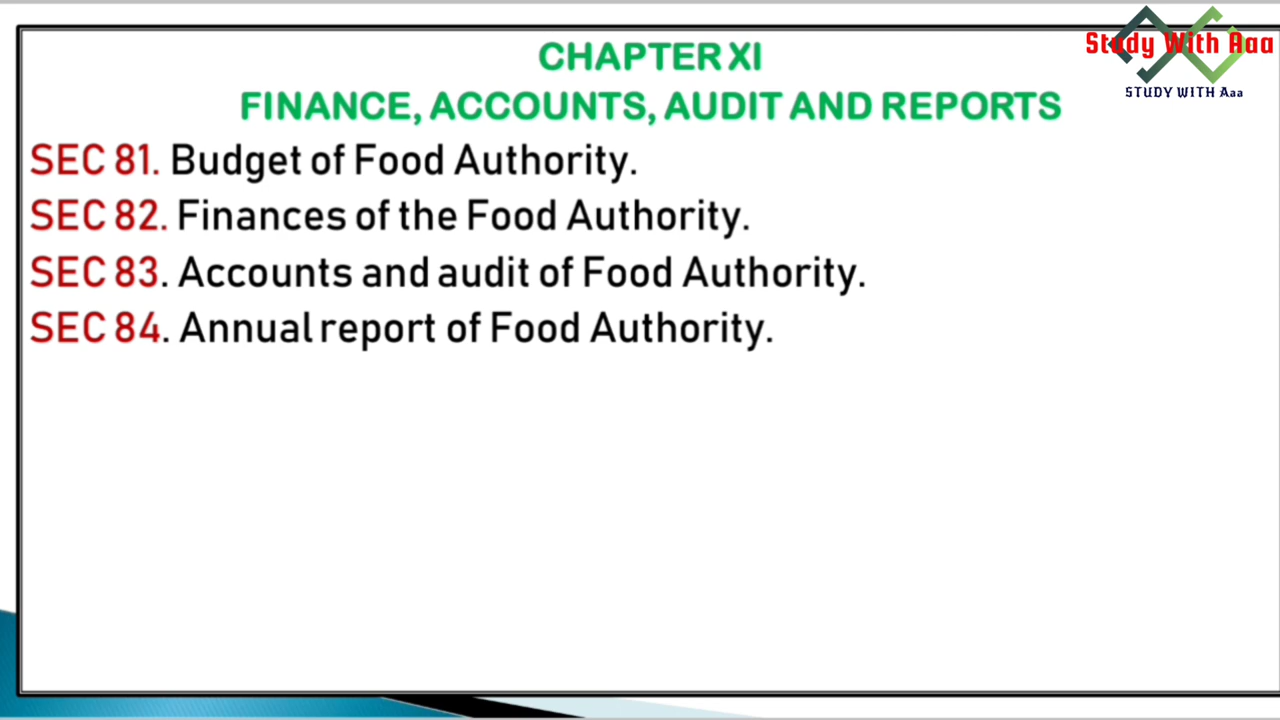 CHAPTER XI
FINANCE, ACCOUNTS, AUDIT AND REPORTS
SEC 81. Budget of Food Authority.
SEC 82. Finances of the Food Authority.
SEC 83. Accounts and audit of Food Authority.
SEC 84. Annual report of Food Authority.
Study With Aaa
STUDY WITH Aaa